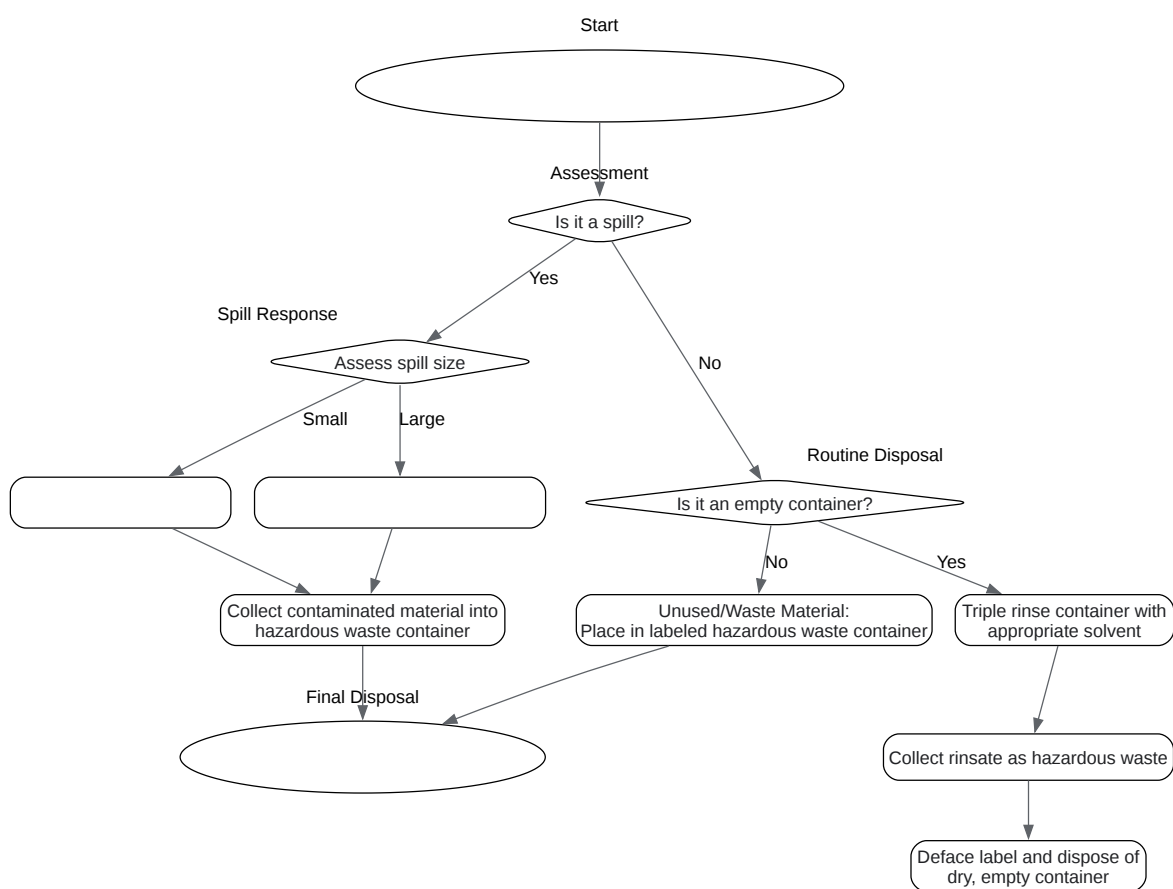 Start
Assessment
Is it a spill?
Yes
Spill Response
Assess spill size
No
Small
Large
Routine Disposal
Is it an empty container?
No
Yes
Collect contaminated material into
hazardous waste container
Unused/Waste Material:
Place in labeled hazardous waste container
Triple rinse container with
appropriate solvent
Final Disposal
Collect rinsate as hazardous waste
Deface label and dispose of
dry, empty container